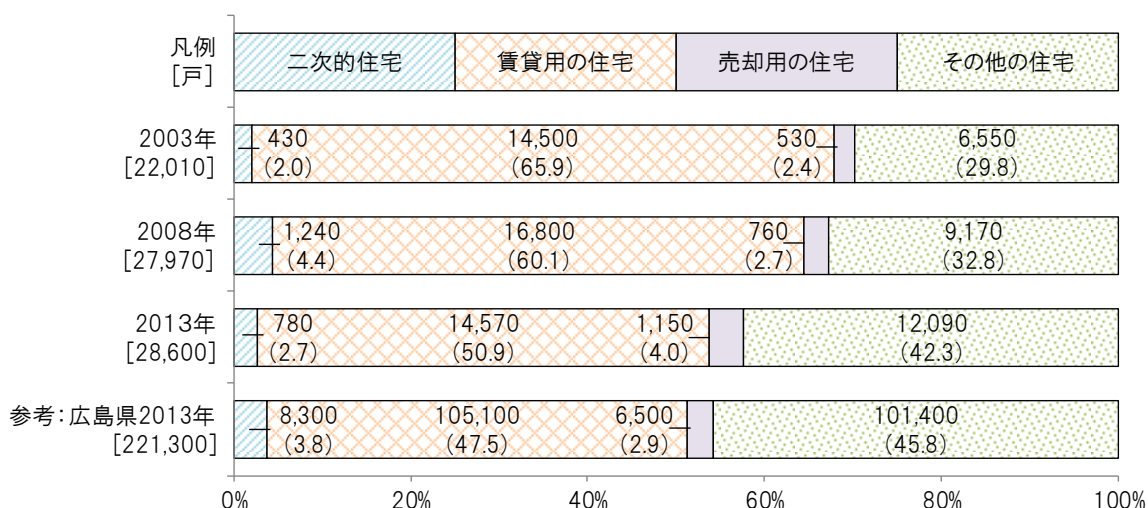 凡例
[戸]
二次的住宅 賃貸用の住宅 売却用の住宅 その他の住宅
2003年
[22,010]
430 14,500 530 6,550
(2.0) (65.9) (2.4) (29.8)
2008年
[27,970]
1,240 16,800 760 9,170
(4.4) (60.1) (2.7) (32.8)
2013年
[28,600]
780 14,570 1,150 12,090
(2.7) (50.9) (4.0) (42.3)
参考:広島県2013年
[221,300]
8,300 105,100 6,500 101,400
(3.8) (47.5) (2.9) (45.8)
0% 20% 40% 60% 80% 100%